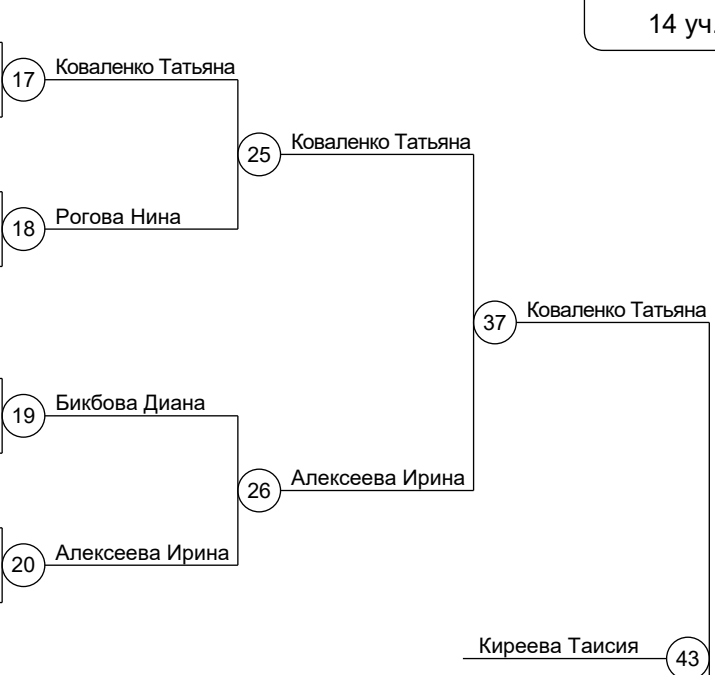 14 уч.
17 Коваленко Татьяна
25 Коваленко Татьяна
18 Рогова Нина
37 Коваленко Татьяна
19 Бикбова Диана
26 Алексеева Ирина
20 Алексеева Ирина
Киреева Таисия 43